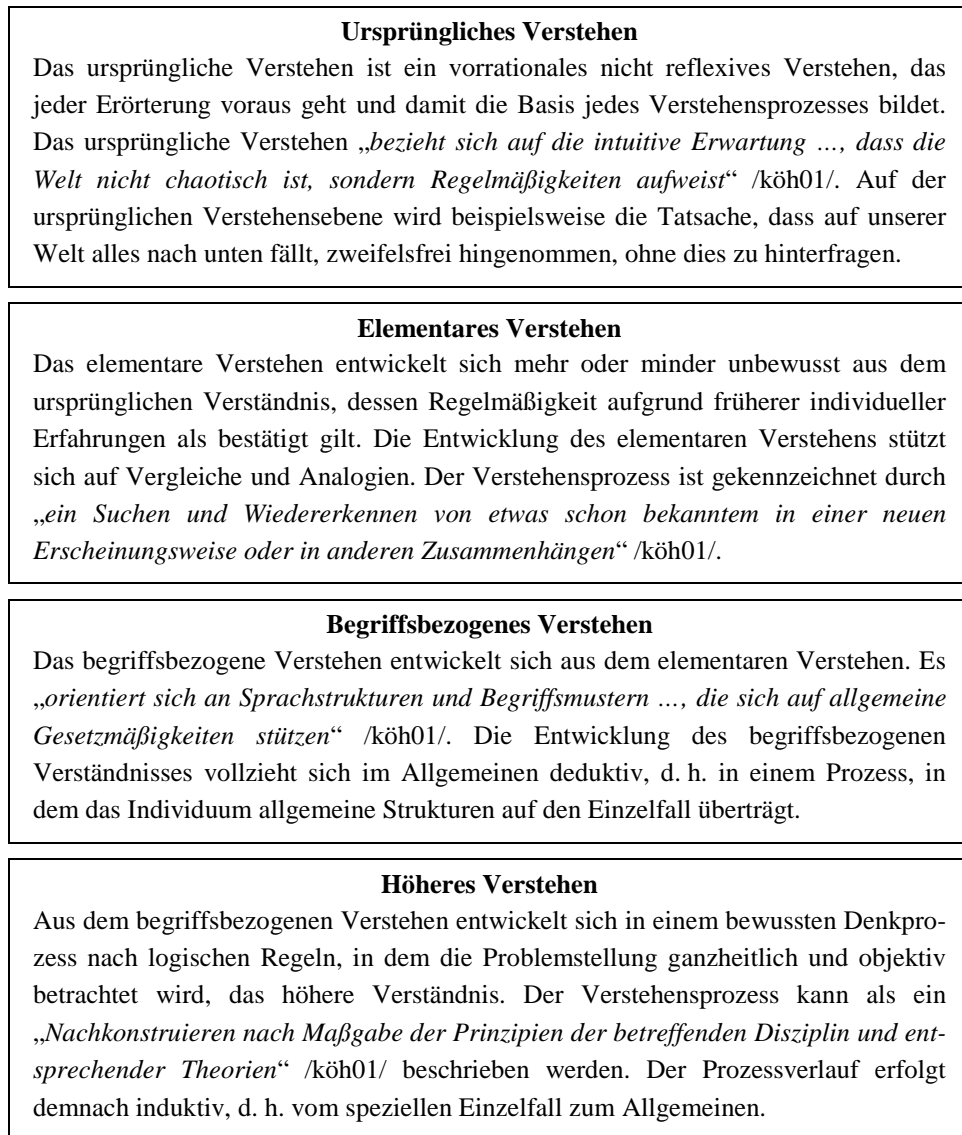 Ursprüngliches Verstehen
Das ursprüngliche Verstehen ist ein vorrationales nicht reflexives Verstehen, das
jeder Erörterung voraus geht und damit die Basis jedes Verstehensprozesses bildet.
Das ursprüngliche Verstehen „bezieht sich auf die intuitive Erwartung …, dass die
Welt nicht chaotisch ist, sondern Regelmäßigkeiten aufweist“ /köh01/. Auf der
ursprünglichen Verstehensebene wird beispielsweise die Tatsache, dass auf unserer
Welt alles nach unten fällt, zweifelsfrei hingenommen, ohne dies zu hinterfragen.
Elementares Verstehen
Das elementare Verstehen entwickelt sich mehr oder minder unbewusst aus dem
ursprünglichen Verständnis, dessen Regelmäßigkeit aufgrund früherer individueller
Erfahrungen als bestätigt gilt. Die Entwicklung des elementaren Verstehens stützt
sich auf Vergleiche und Analogien. Der Verstehensprozess ist gekennzeichnet durch
„ein Suchen und Wiedererkennen von etwas schon bekanntem in einer neuen
Erscheinungsweise oder in anderen Zusammenhängen“ /köh01/.
Begriffsbezogenes Verstehen
Das begriffsbezogene Verstehen entwickelt sich aus dem elementaren Verstehen. Es
„orientiert sich an Sprachstrukturen und Begriffsmustern …, die sich auf allgemeine
Gesetzmäßigkeiten stützen“ /köh01/. Die Entwicklung des begriffsbezogenen
Verständnisses vollzieht sich im Allgemeinen deduktiv, d. h. in einem Prozess, in
dem das Individuum allgemeine Strukturen auf den Einzelfall überträgt.
Höheres Verstehen
Aus dem begriffsbezogenen Verstehen entwickelt sich in einem bewussten Denkpro-
zess nach logischen Regeln, in dem die Problemstellung ganzheitlich und objektiv
betrachtet wird, das höhere Verständnis. Der Verstehensprozess kann als ein
„Nachkonstruieren nach Maßgabe der Prinzipien der betreffenden Disziplin und ent-
sprechender Theorien“ /köh01/ beschrieben werden. Der Prozessverlauf erfolgt
demnach induktiv, d. h. vom speziellen Einzelfall zum Allgemeinen.